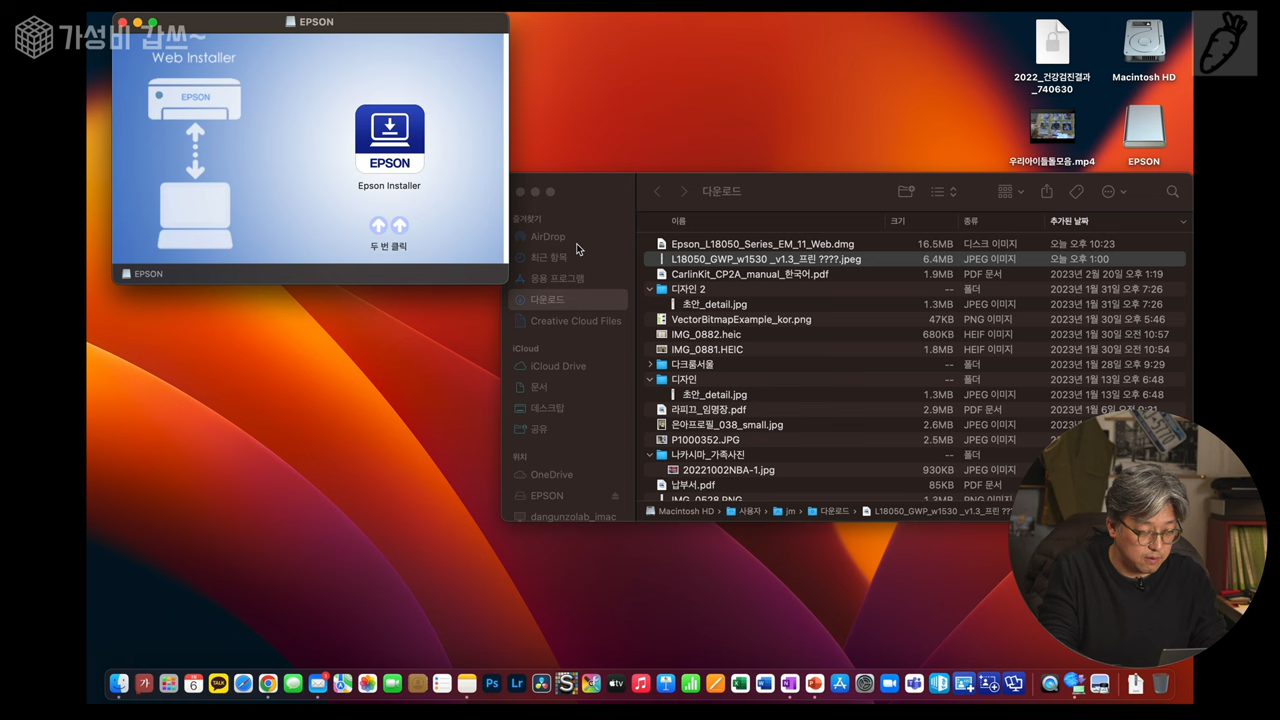 가성비 갑쓰~
EPSON
Web Installer
EPSON
EPSON
Epson Installer
두 번 클릭
EPSON
2022_건강검진결과
_740630
Macintosh HD
우리아이들돌모음.mp4
EPSON
다운로드
즐겨찾기
AirDrop
최근 항목
응용 프로그램
다운로드
Creative Cloud Files
iCloud
iCloud Drive
문서
데스크탑
공유
위치
OneDrive
EPSON
dangunzolab_imac
이름 크기 종류 추가된 날짜
Epson_L18050_Series_EM_11_Web.dmg 16.5MB 디스크 이미지 오늘 오후 10:23
L18050_GWP_w1530 _v1.3_프린 ????.jpeg 6.4MB JPEG 이미지 오늘 오후 1:00
CarlinKit_CP2A_manual_한국어.pdf 1.9MB PDF 문서 2023년 2월 20일 오후 1:19
디자인 2 -- 폴더 2023년 1월 31일 오후 7:26
초안_detail.jpg 1.3MB JPEG 이미지 2023년 1월 31일 오후 7:26
VectorBitmapExample_kor.png 47KB PNG 이미지 2023년 1월 30일 오후 5:46
IMG_0882.heic 680KB HEIF 이미지 2023년 1월 30일 오전 10:57
IMG_0881.HEIC 1.8MB HEIF 이미지 2023년 1월 30일 오전 10:54
다크룸서울 -- 폴더 2023년 1월 28일 오후 9:29
디자인 -- 폴더 2023년 1월 13일 오후 6:48
초안_detail.jpg 1.3MB JPEG 이미지 2023년 1월 13일 오후 6:48
라피끄_임명장.pdf 2.9MB PDF 문서 2023년 1월 6일 오후 9:31
은아프로필_038_small.jpg 2.6MB JPEG 이미지
P1000352.JPG 2.5MB JPEG 이미지
나카시마_가족사진 -- 폴더
20221002NBA-1.jpg 930KB JPEG 이미지
납부서.pdf 85KB PDF 문서
IMG_0528.PNG 1.3MB PNG 이미지
Macintosh HD › 사용자 › jm › 다운로드 › L18050_GWP_w1530 _v1.3_프린 ???